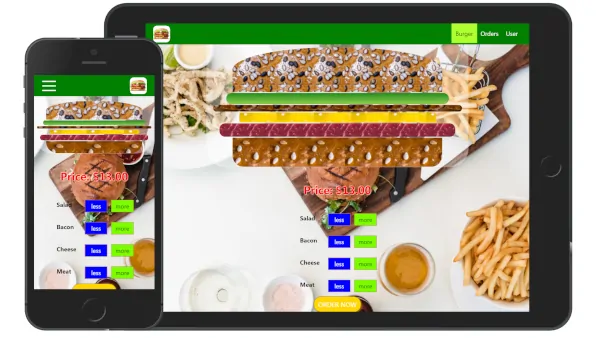 Burger Orders User
Price: $13.00
Salad less more
Bacon less more
Cheese less more
Meat less more
Price: $13.00
Salad less more
Bacon less more
Cheese less more
Meat less more
ORDER NOW